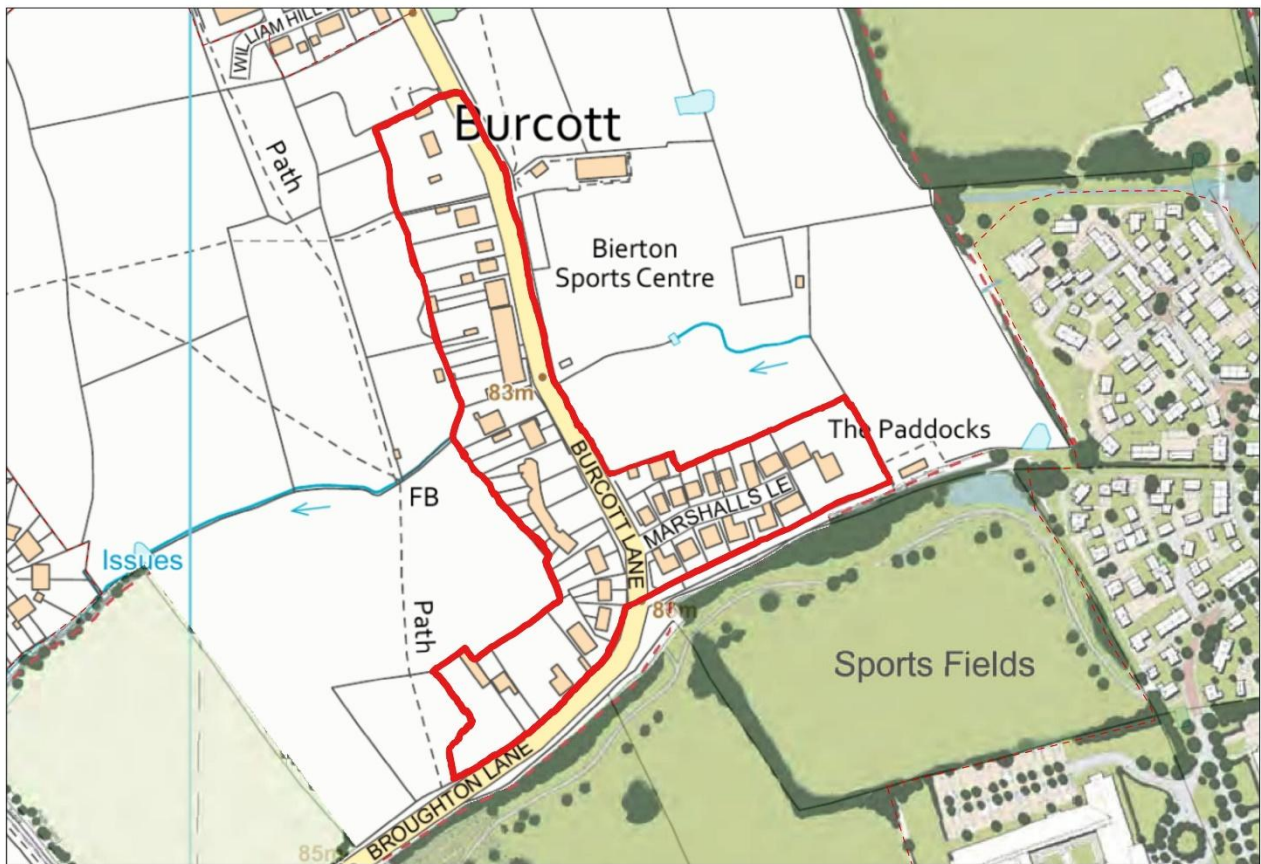 WILLIAM HILL
Burcott
Path
Bierton
Sports Centre
83m
The Paddocks
BURCOTT LANE
FB
MARSHALLS LE
Issues
Path
Sports Fields
BROUGHTON LANE
85m